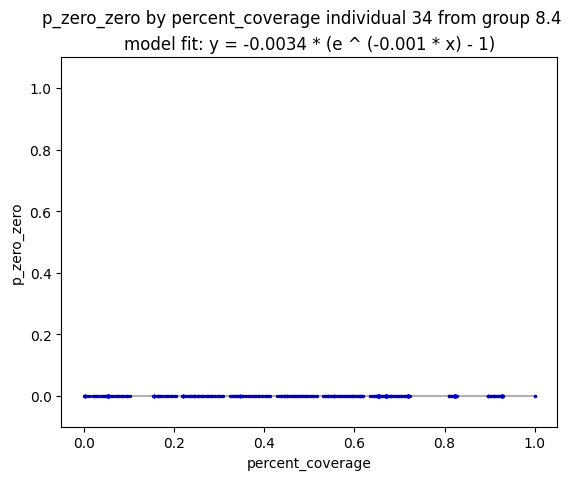 p_zero_zero by percent_coverage individual 34 from group 8.4
model fit: y = -0.0034 * (e ^ (-0.001 * x) - 1)
1.0
0.8
0.6
0.4
0.2
0.0
p_zero_zero
0.0 0.2 0.4 0.6 0.8 1.0
percent_coverage